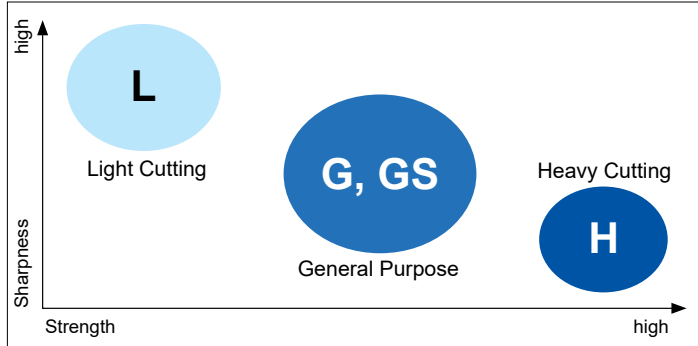 high
L
Light Cutting
G, GS
General Purpose
Heavy Cutting
H
Sharpness
Strength
high